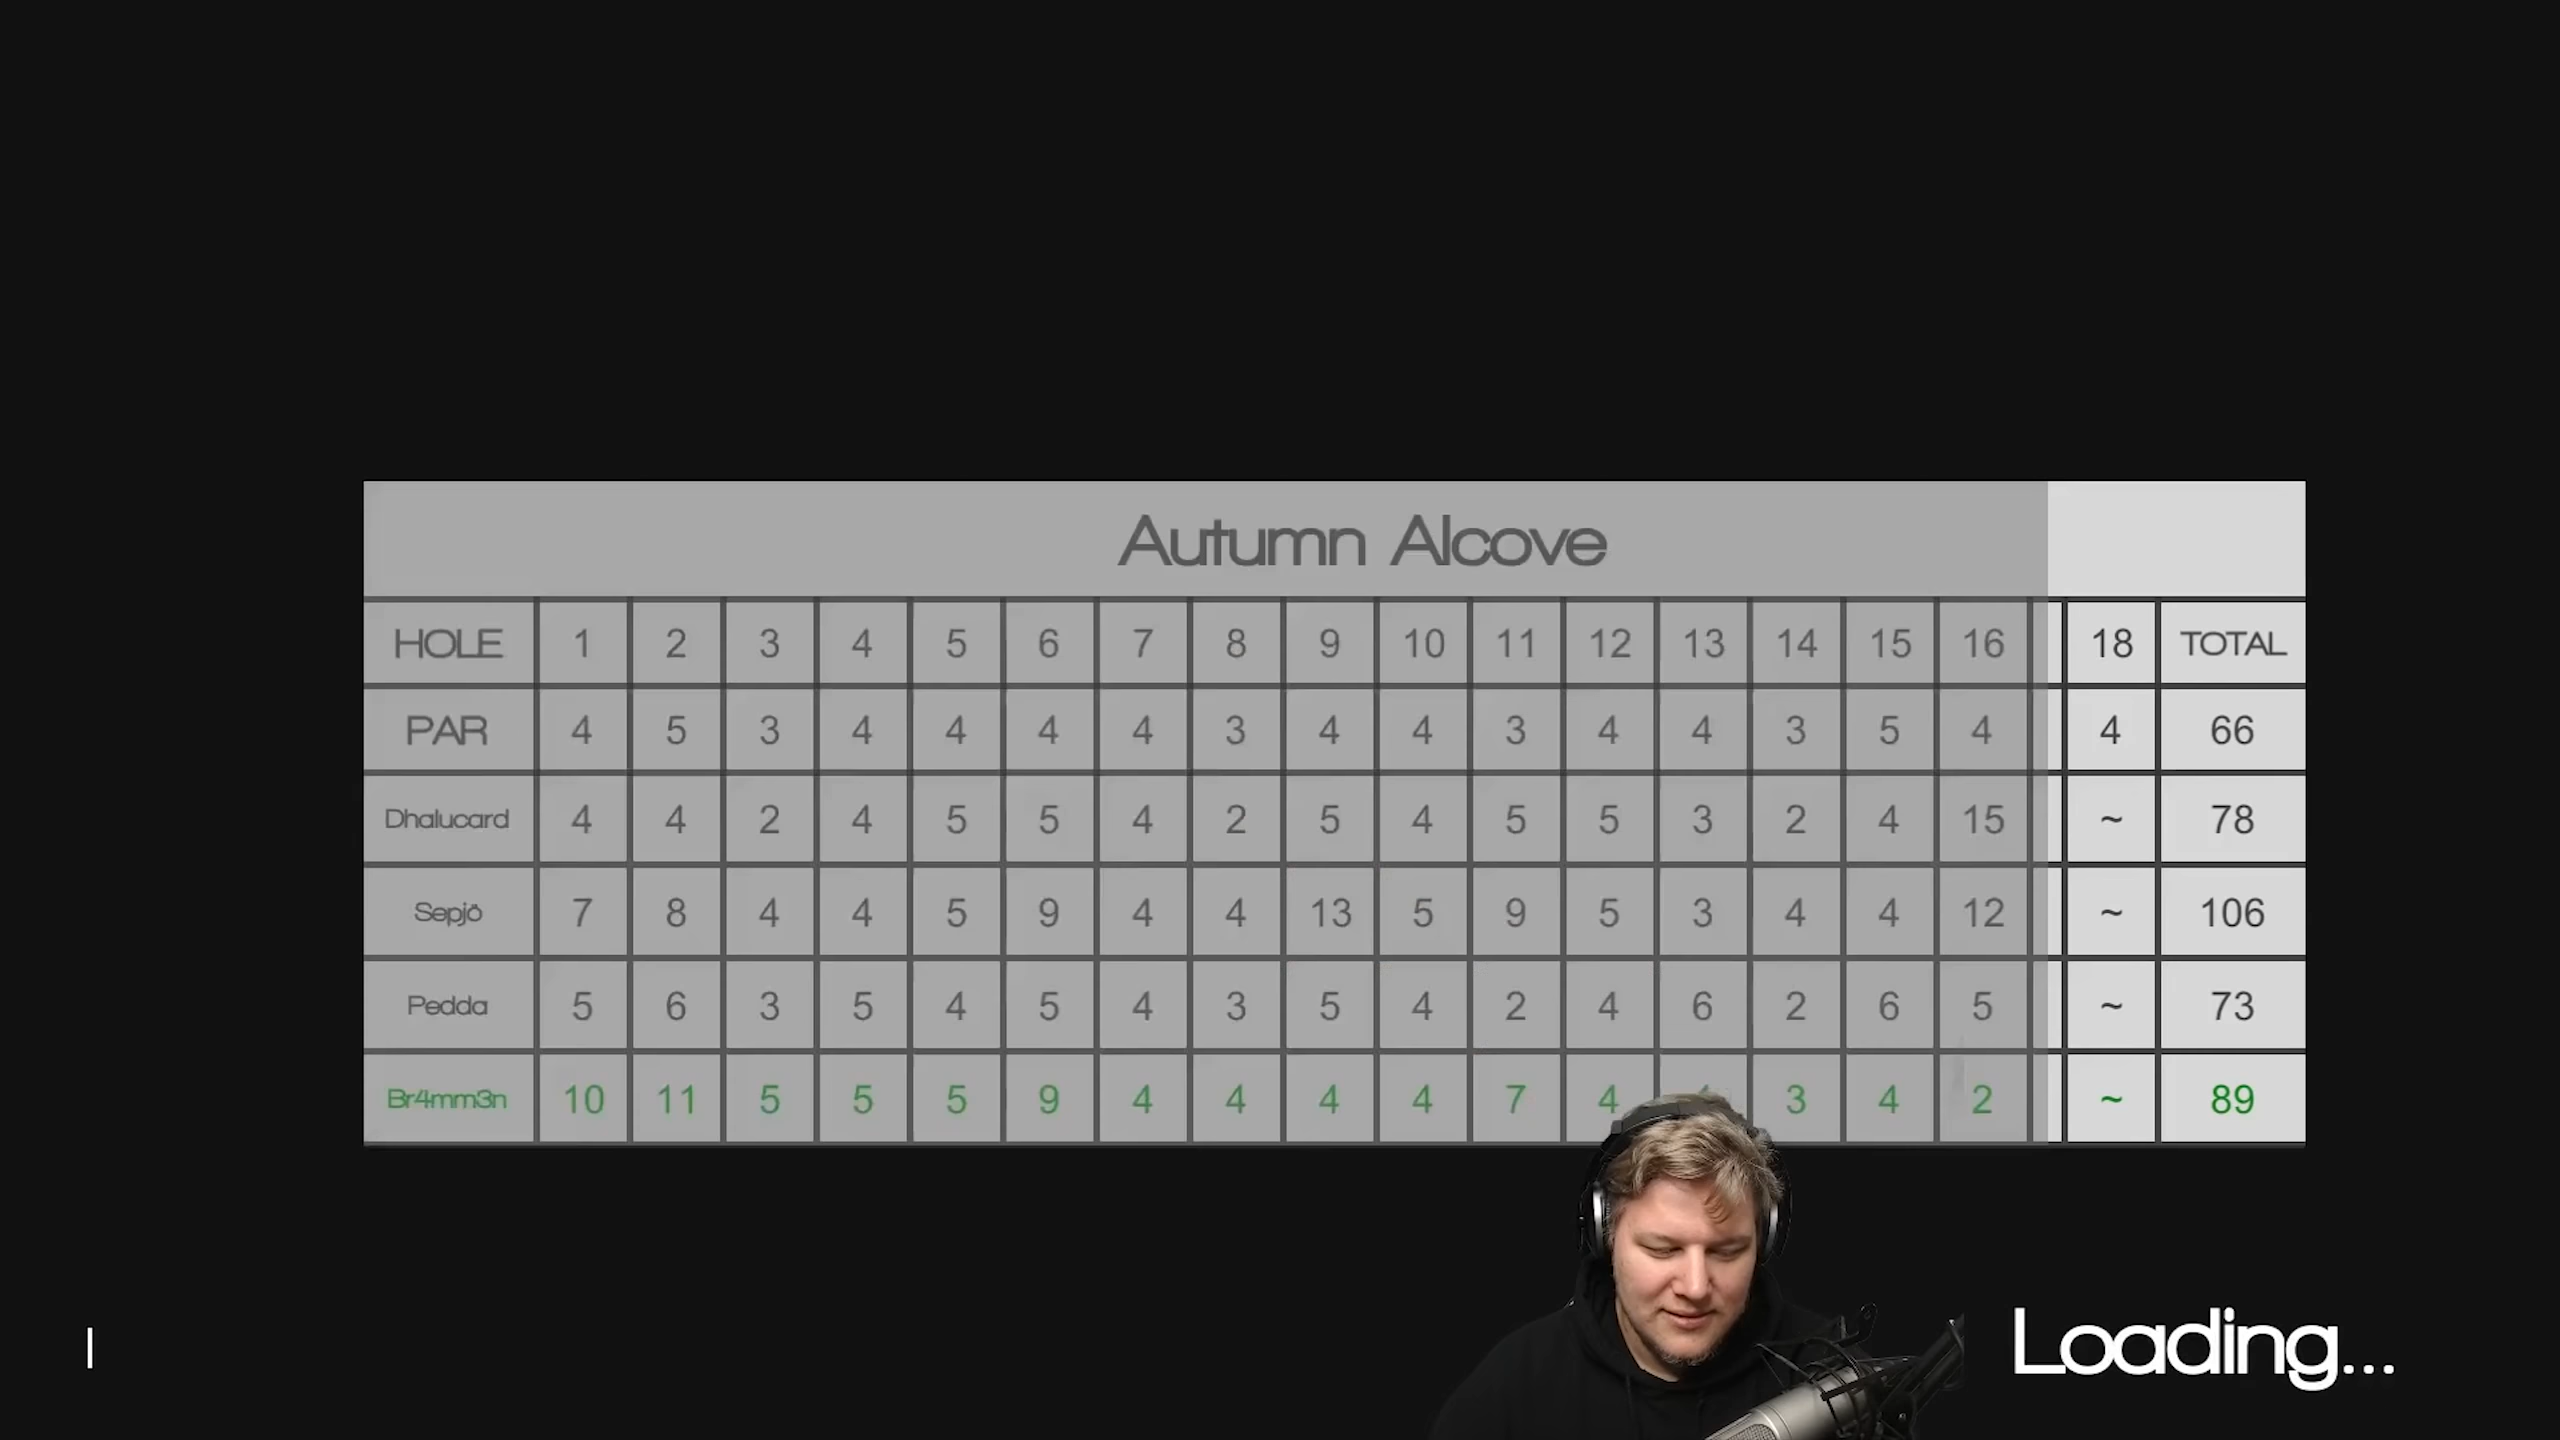 Autumn Alcove
HOLE 1 2 3 4 5 6 7 8 9 10 11 12 13 14 15 16 18 TOTAL
PAR 4 5 3 4 4 4 4 3 4 4 3 4 4 3 5 4 4 66
Dhalucard 4 4 2 4 5 5 4 2 5 4 5 5 3 2 4 15 ~ 78
Sepjö 7 8 4 4 5 9 4 4 13 5 9 5 3 4 4 12 ~ 106
Pedda 5 6 3 5 4 5 4 3 5 4 2 4 6 2 6 5 ~ 73
Br4mm3n 10 11 5 5 5 9 4 4 4 4 7 4 3 4 2 ~ 89
Loading...